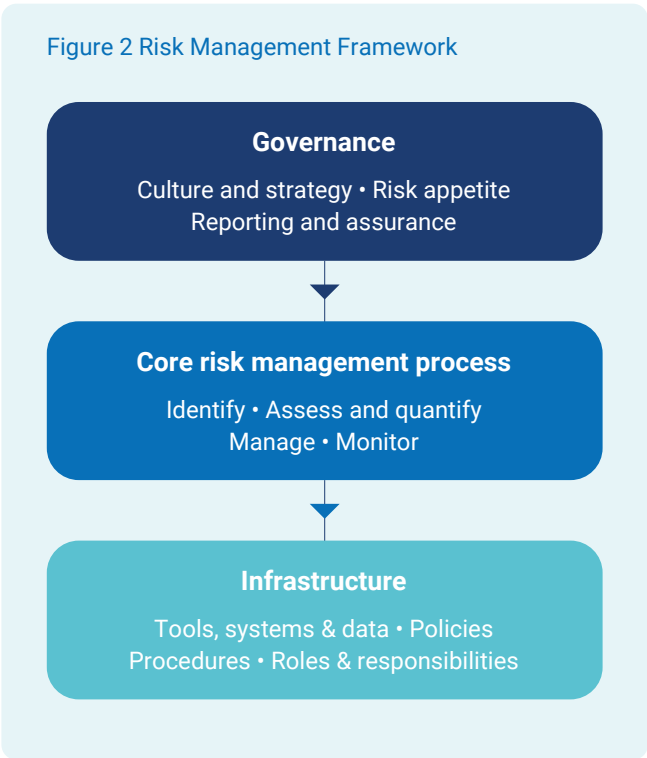 Figure 2 Risk Management Framework
Governance
Culture and strategy • Risk appetite
Reporting and assurance
Core risk management process
Identify • Assess and quantify
Manage • Monitor
Infrastructure
Tools, systems & data • Policies
Procedures • Roles & responsibilities